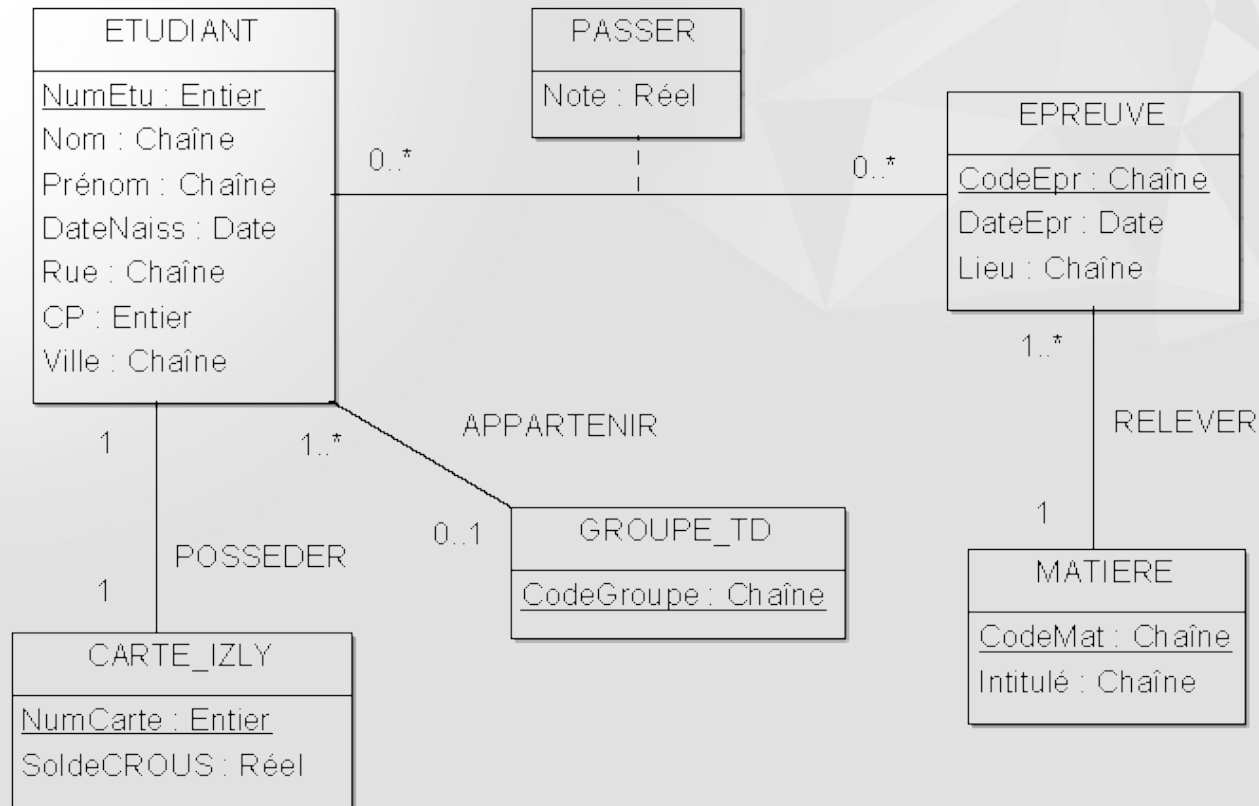 ETUDIANT
NumEtu : Entier
Nom : Chaîne
Prénom : Chaîne
DateNaiss : Date
Rue : Chaîne
CP : Entier
Ville : Chaîne
PASSER
Note : Réel
0..*
0..*
EPREUVE
CodeEpr : Chaîne
DateEpr : Date
Lieu : Chaîne
1
1..*
APPARTENIR
1..*
RELEVER
POSSEDER
1
0..1
GROUPE_TD
CodeGroupe : Chaîne
1
MATIERE
CodeMat : Chaîne
Intitulé : Chaîne
CARTE_IZLY
NumCarte : Entier
SoldeCROUS : Réel